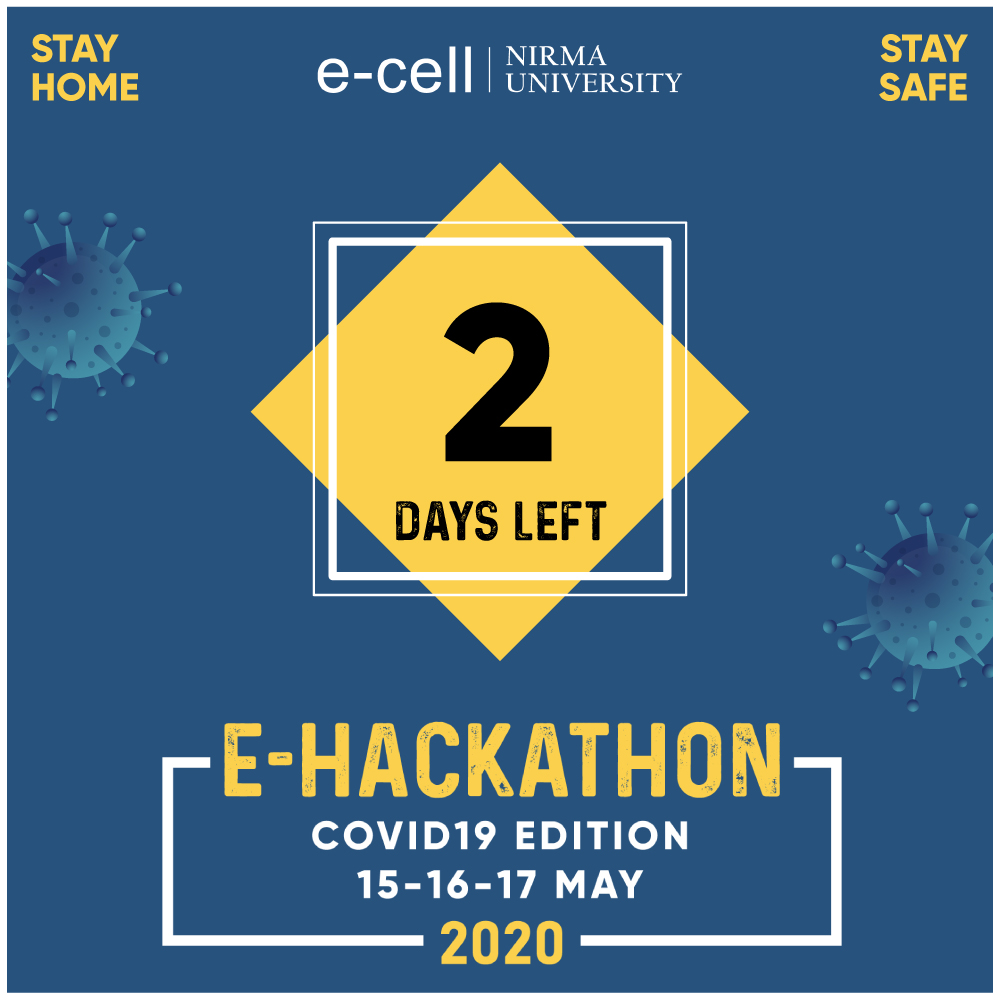 STAY
HOME
e-cell | NIRMA
UNIVERSITY
STAY
SAFE
2
DAYS LEFT
E-HACKATHON
COVID19 EDITION
15-16-17 MAY
2020